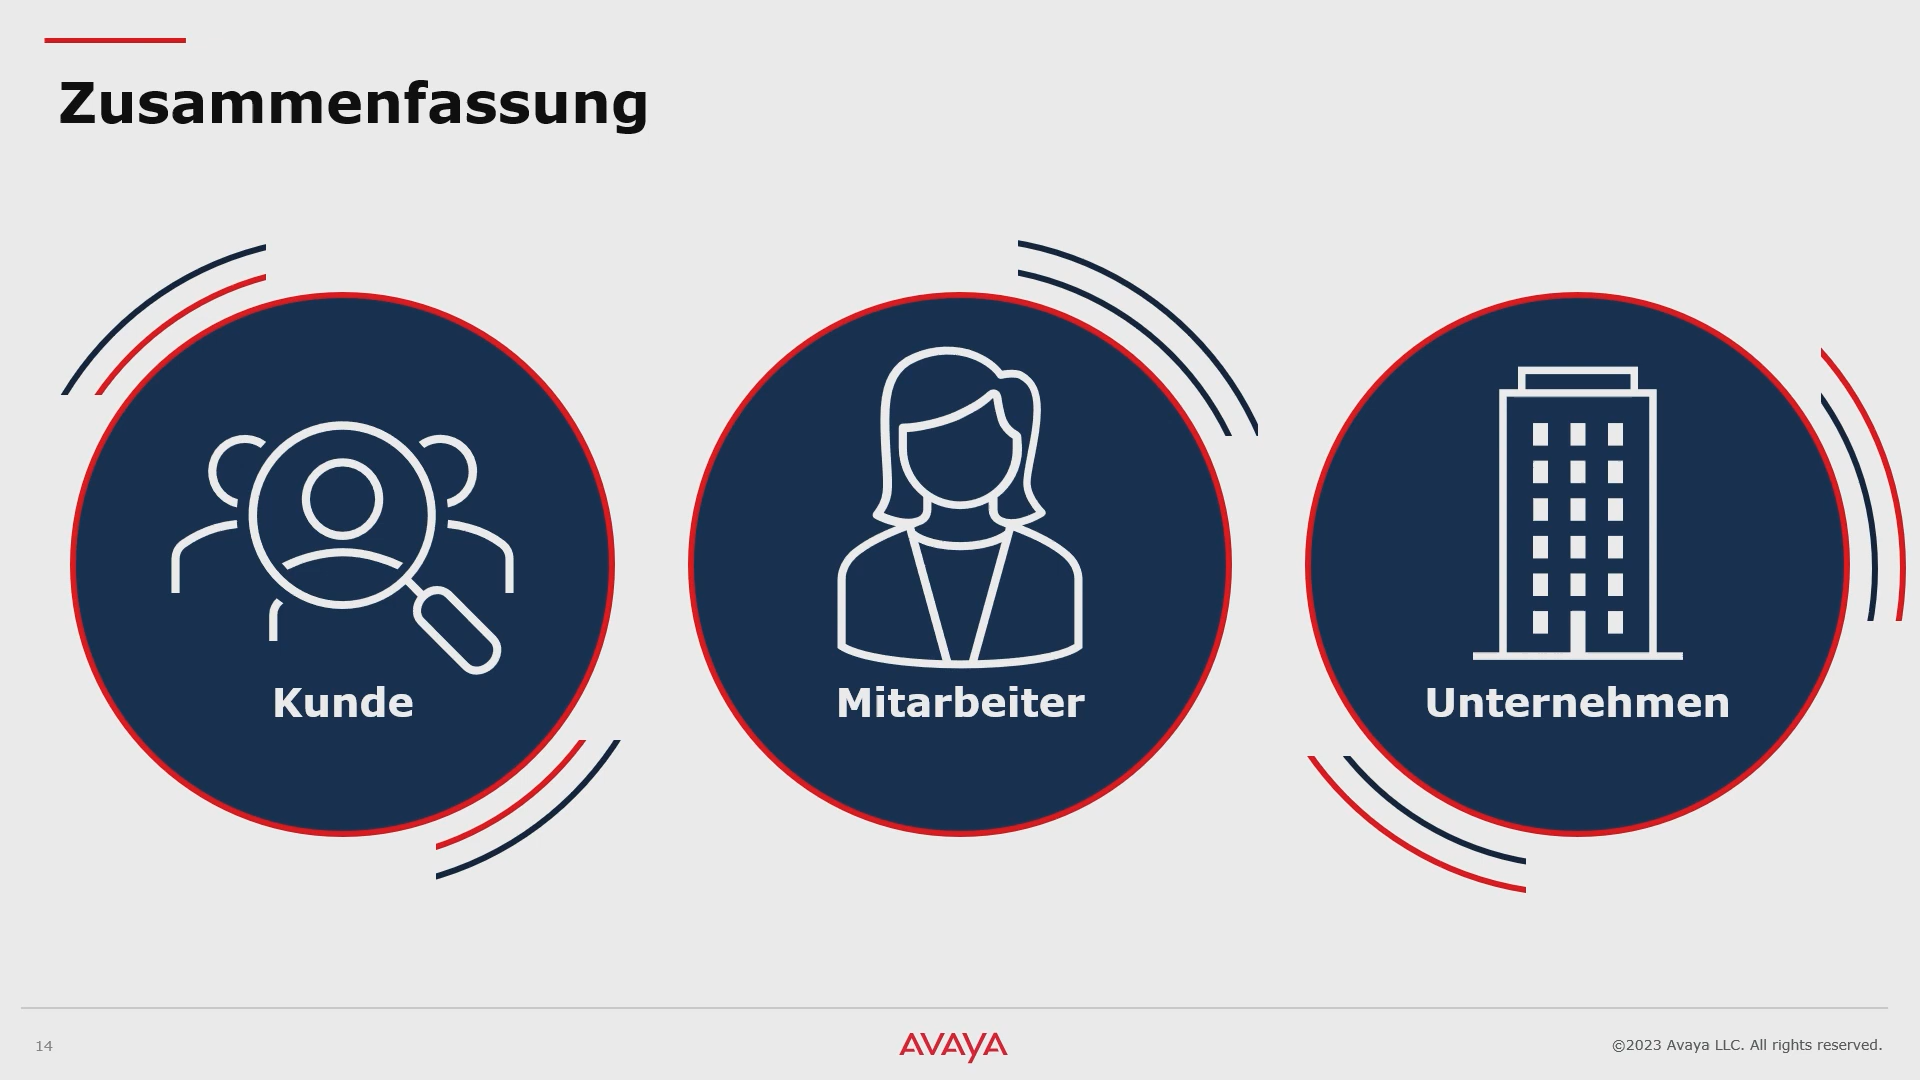 Zusammenfassung
Kunde
Mitarbeiter
Unternehmen
14
AVAYA
©2023 Avaya LLC. All rights reserved.